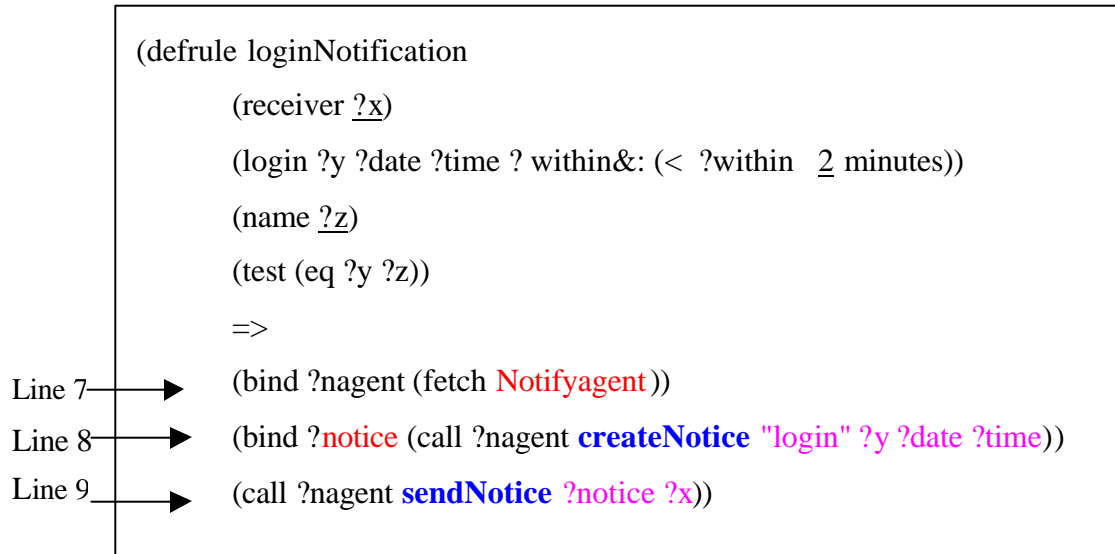 (defrule loginNotification
(receiver ?x)
(login ?y ?date ?time ? within&: (< ?within 2 minutes))
(name ?z)
(test (eq ?y ?z))
=>
Line 7 (bind ?nagent (fetch Notifyagent))
Line 8 (bind ?notice (call ?nagent createNotice "login" ?y ?date ?time))
Line 9 (call ?nagent sendNotice ?notice ?x))